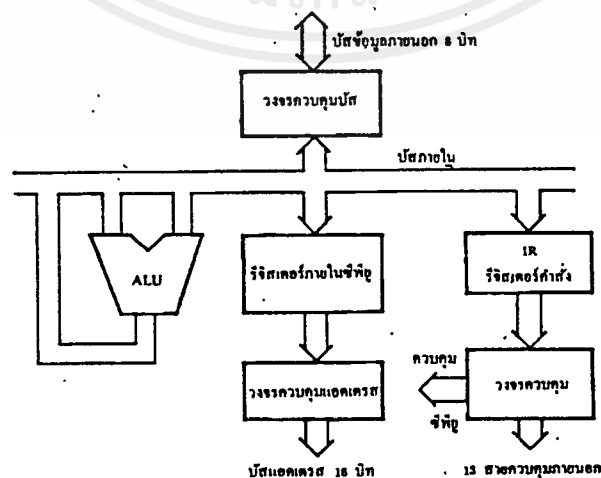 บัสข้อมูลภายนอก 8 บิท
วงจรควบคุมบัส
บัสภายใน
ALU
รีจิสเตอร์ภายในซีพียู
IR
รีจิสเตอร์คำสั่ง
วงจรควบคุมแอดเดรส
ควบคุม
ซีพียู
วงจรควบคุม
บัสแอดเดรส 16 บิท
13 สายควบคุมภายนอก